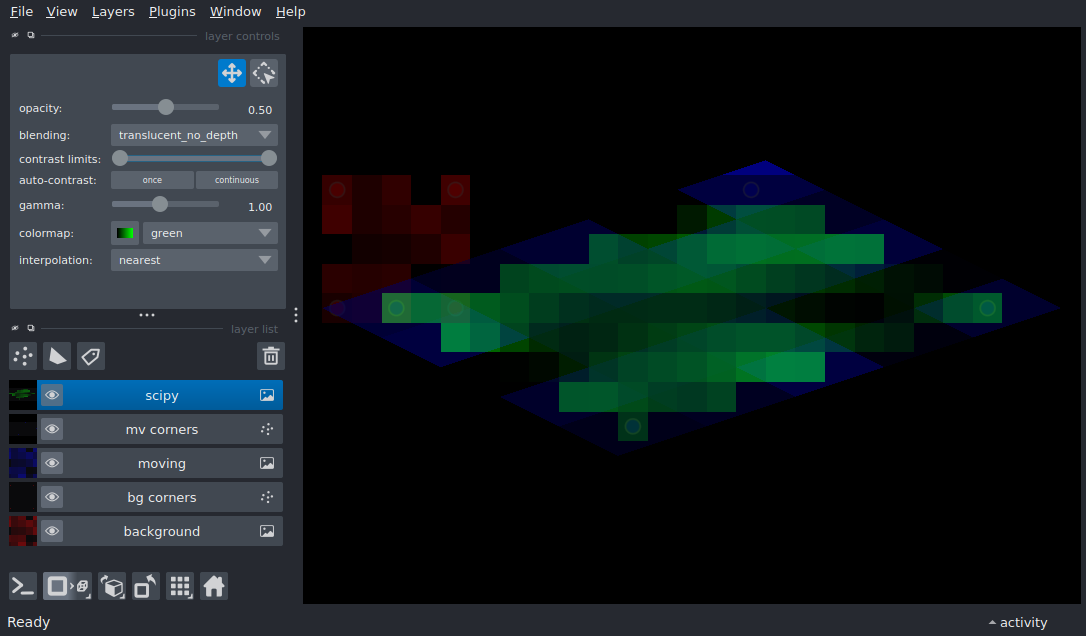 File View Layers Plugins Window Help
layer controls
opacity: 0.50
blending: translucent_no_depth
contrast limits:
auto-contrast: once continuous
gamma: 1.00
colormap: green
interpolation: nearest
layer list
scipy
mv corners
moving
bg corners
background
Ready activity